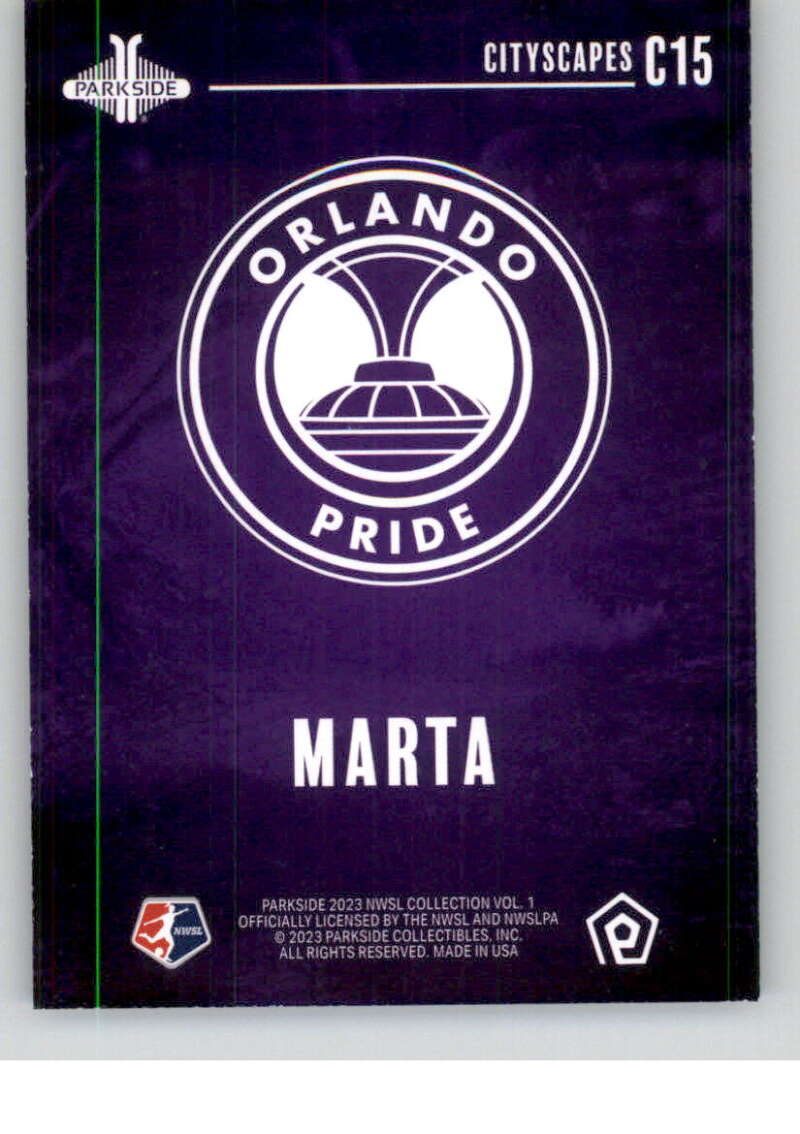 PARKSIDE
®
CITYSCAPES C15
ORLANDO
PRIDE
MARTA
NWSL
PARKSIDE 2023 NWSL COLLECTION VOL. 1
OFFICIALLY LICENSED BY THE NWSL AND NWSLPA
© 2023 PARKSIDE COLLECTIBLES, INC.
ALL RIGHTS RESERVED. MADE IN USA